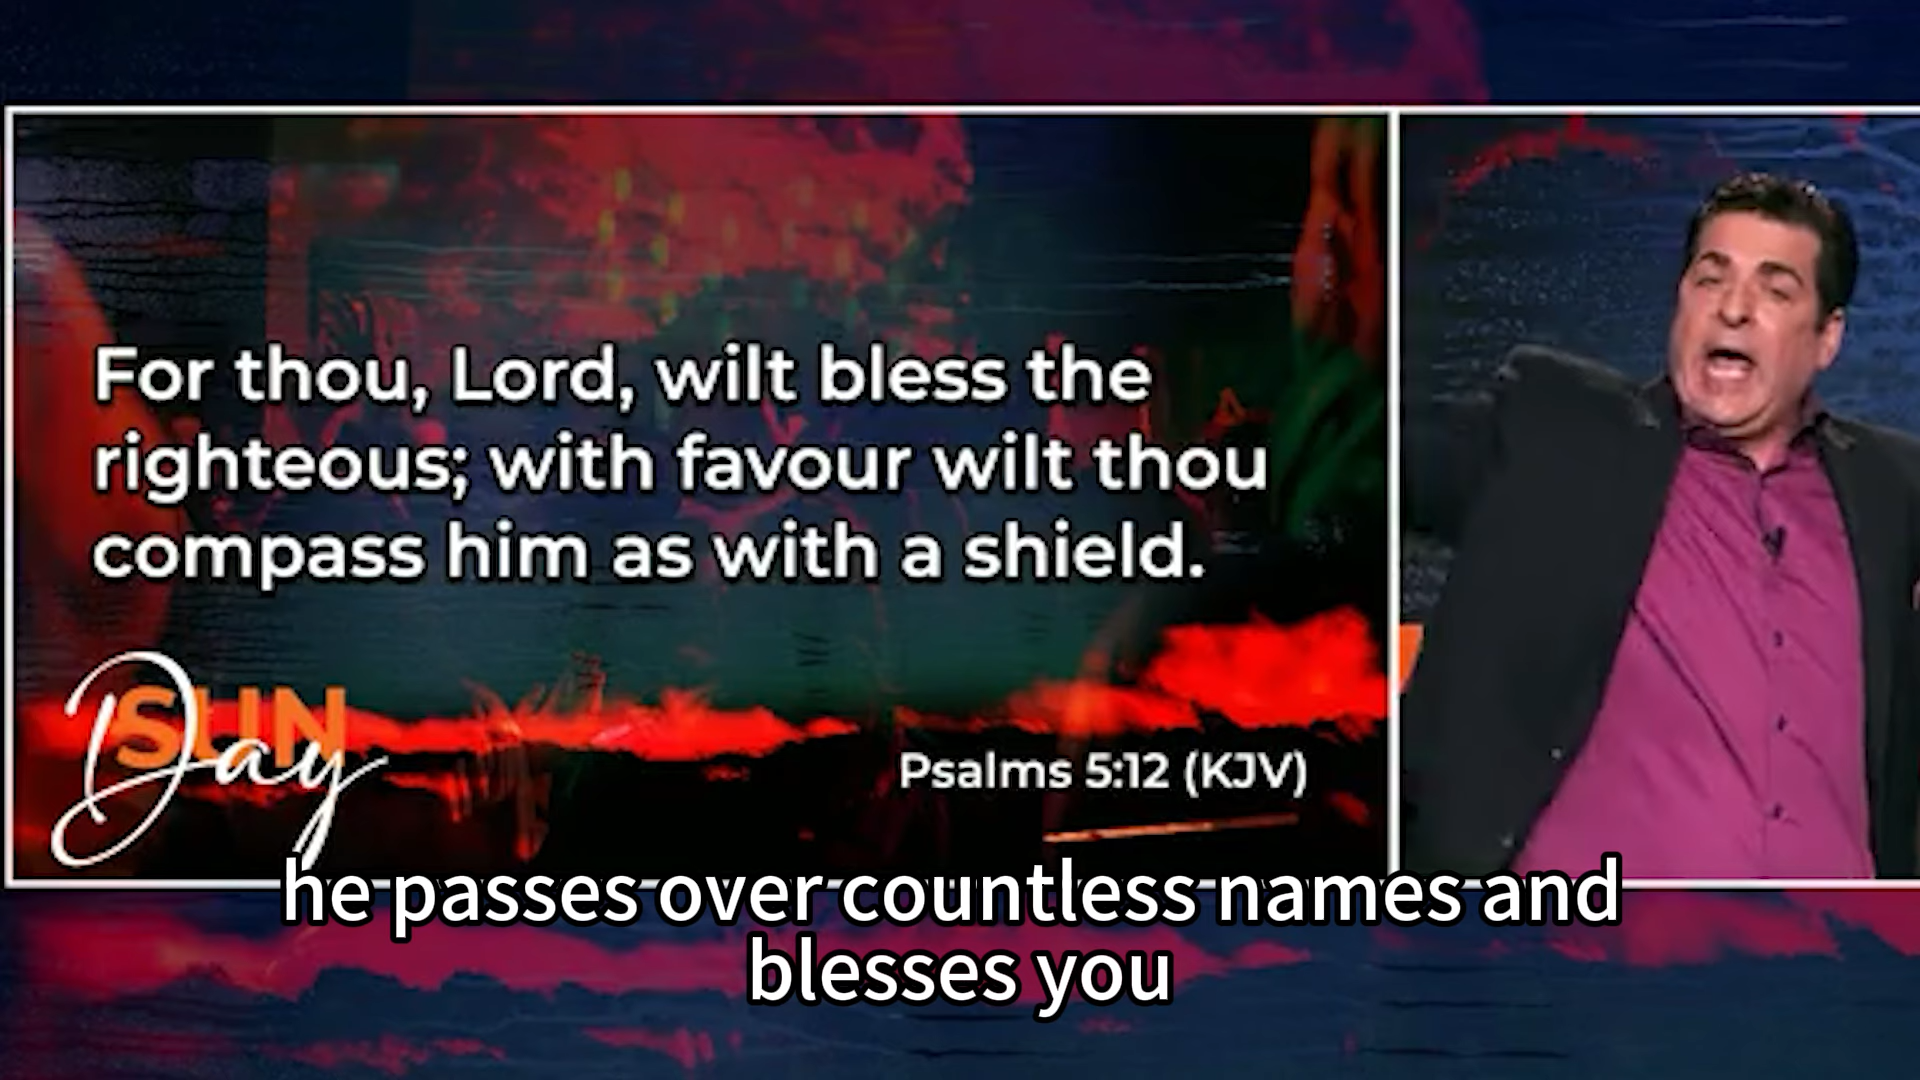 For thou, Lord, wilt bless the
righteous; with favour wilt thou
compass him as with a shield.
SUN
Day
Psalms 5:12 (KJV)
he passes over countless names and
blesses you